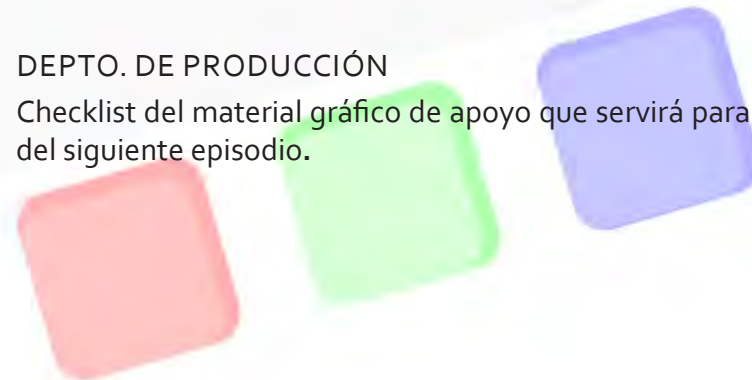 DEPTO. DE PRODUCCIÓN
Checklist del material gráfico de apoyo que servirá para
del siguiente episodio.